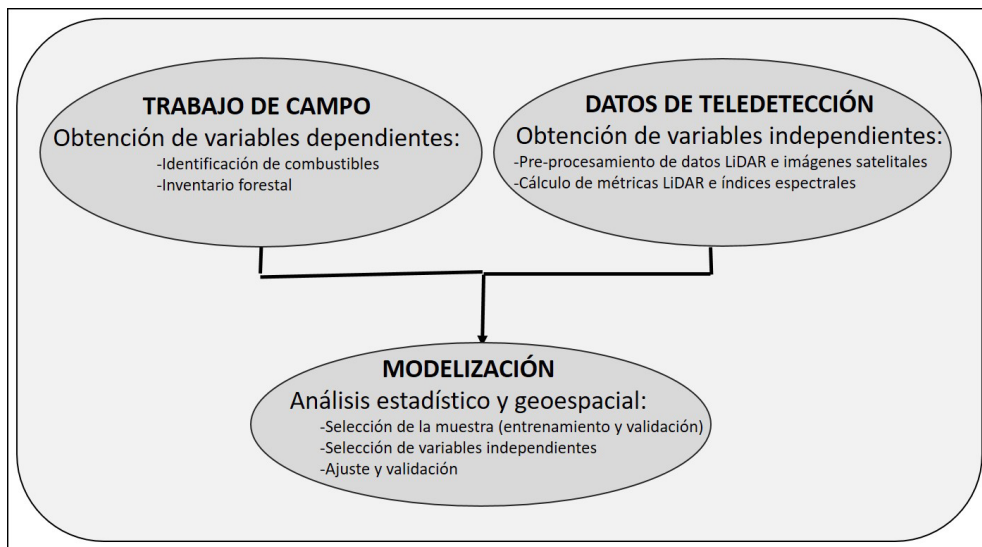 TRABAJO DE CAMPO
Obtención de variables dependientes:
-Identificación de combustibles
-Inventario forestal
DATOS DE TELEDETECCIÓN
Obtención de variables independientes:
-Pre-procesamiento de datos LiDAR e imágenes satelitales
-Cálculo de métricas LiDAR e índices espectrales
MODELIZACIÓN
Análisis estadístico y geoespacial:
-Selección de la muestra (entrenamiento y validación)
-Selección de variables independientes
-Ajuste y validación